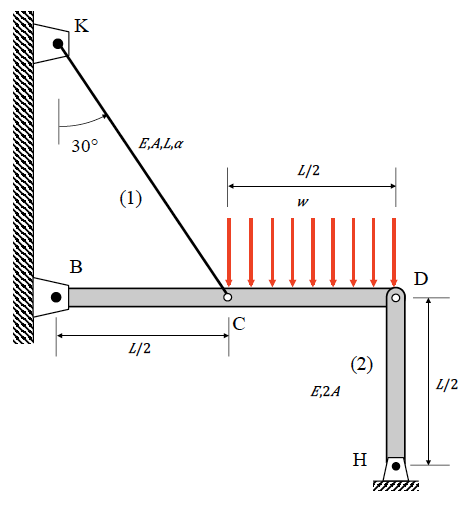 K
30°
E,A,L,α
(1)
L/2
w
B
D
C
L/2
(2)
E,2A
L/2
H